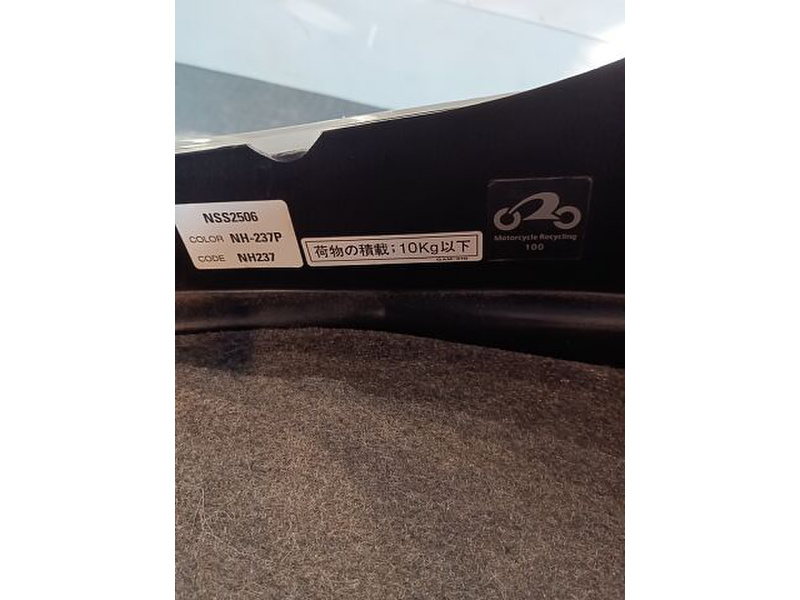 NSS2506
COLOR NH-237P
CODE NH237
荷物の積載；10Kg以下
Motorcycle Recycling
100